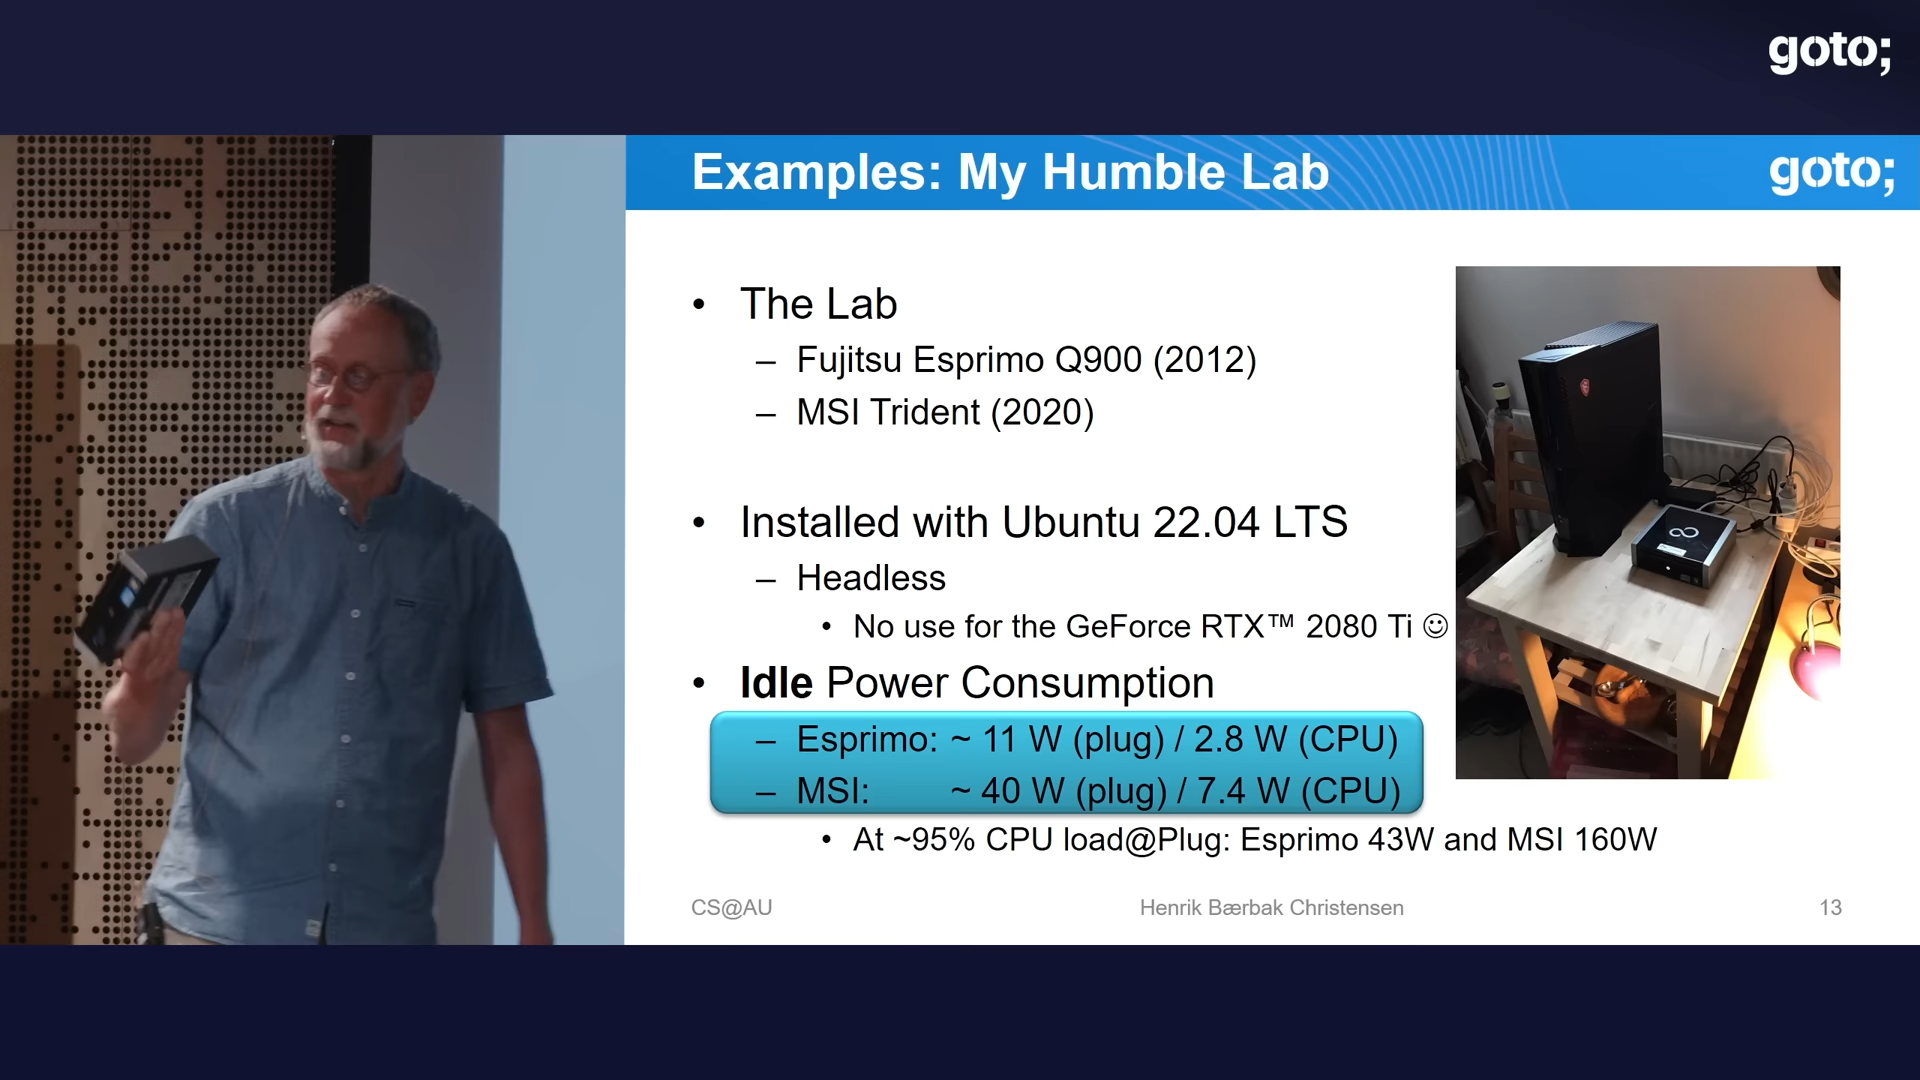 goto;
Examples: My Humble Lab
goto;
• The Lab
– Fujitsu Esprimo Q900 (2012)
– MSI Trident (2020)
• Installed with Ubuntu 22.04 LTS
– Headless
• No use for the GeForce RTX™ 2080 Ti ☺
• Idle Power Consumption
– Esprimo: ~ 11 W (plug) / 2.8 W (CPU)
– MSI: ~ 40 W (plug) / 7.4 W (CPU)
• At ~95% CPU load@Plug: Esprimo 43W and MSI 160W
CS@AU
Henrik Bærbak Christensen
13